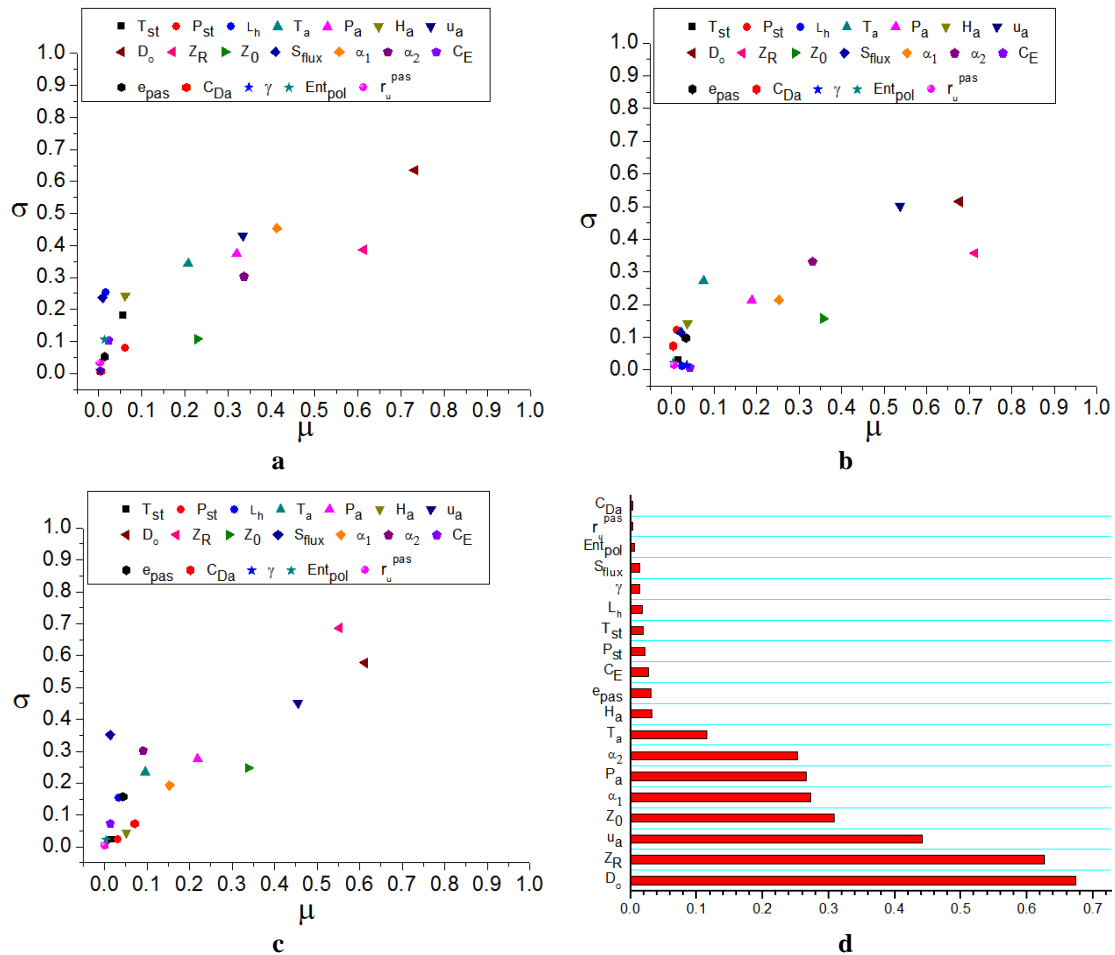 T_st P_st L_h T_a P_a H_a u_a
D_o Z_R Z_0 S_flux α_1 α_2 C_E
e_pas C_Da γ Ent_pol r_u^pas
1.0
0.9
0.8
0.7
0.6
0.5
0.4
0.3
0.2
0.1
0.0
σ
0.0 0.1 0.2 0.3 0.4 0.5 0.6 0.7 0.8 0.9 1.0
μ
a
T_st P_st L_h T_a P_a H_a u_a
D_o Z_R Z_0 S_flux α_1 α_2 C_E
e_pas C_Da γ Ent_pol r_u^pas
1.0
0.9
0.8
0.7
0.6
0.5
0.4
0.3
0.2
0.1
0.0
σ
0.0 0.1 0.2 0.3 0.4 0.5 0.6 0.7 0.8 0.9 1.0
μ
b
T_st P_st L_h T_a P_a H_a u_a
D_o Z_R Z_0 S_flux α_1 α_2 C_E
e_pas C_Da γ Ent_pol r_u^pas
1.0
0.9
0.8
0.7
0.6
0.5
0.4
0.3
0.2
0.1
0.0
σ
0.0 0.1 0.2 0.3 0.4 0.5 0.6 0.7 0.8 0.9 1.0
μ
c
C_Da
r_u^pas
Ent_pol
S_flux
γ
L_h
T_st
P_st
C_E
e_pas
H_a
T_a
α_2
P_a
α_1
Z_0
u_a
Z_R
D_o
0.0 0.1 0.2 0.3 0.4 0.5 0.6 0.7
d